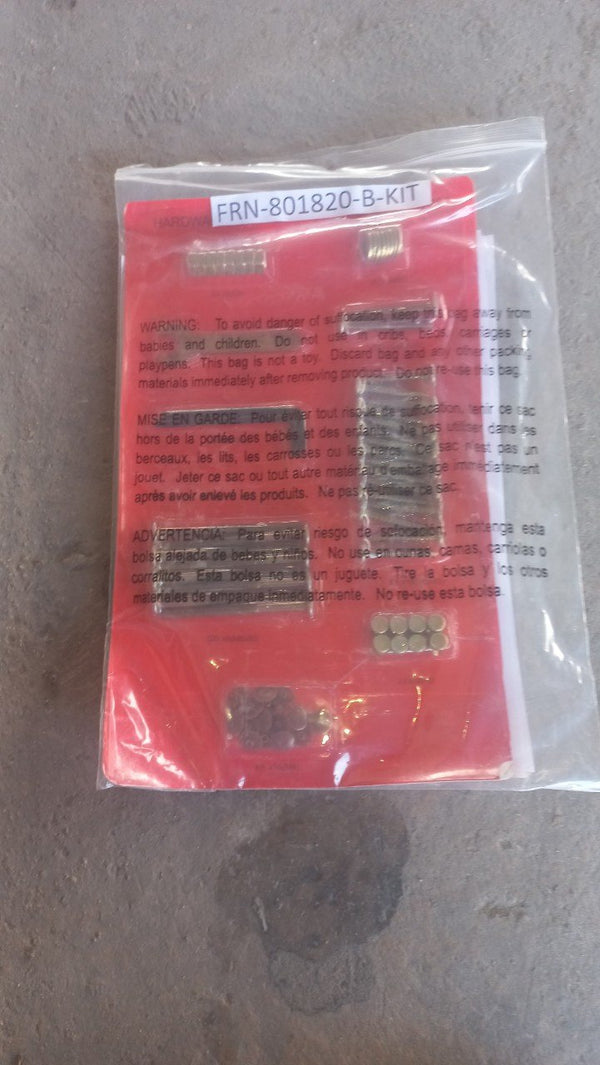 HARDWA
FRN-801820-B-KIT
WARNING: To avoid danger of suffocation, keep this bag away from
babies and children. Do not use in cribs, beds, carriages or
playpens. This bag is not a toy. Discard bag and any other packing
materials immediately after removing product. Do not re-use this bag.
MISE EN GARDE: Pour éviter tout risque de suffocation, tenir ce sac
hors de la portée des bébés et des enfants. Ne pas utiliser dans les
berceaux, les lits, les carrosses ou les parcs. Ce sac n'est pas un
jouet. Jeter ce sac ou tout autre matériau d'emballage immédiatement
après avoir enlevé les produits. Ne pas ré-utiliser ce sac.
ADVERTENCIA: Para evitar riesgo de sofocación, mantenga esta
bolsa alejada de bebes y niños. No use en cunas, camas, carriolas o
corralitos. Esta bolsa no es un juguete. Tire la bolsa y los otros
materiales de empaque inmediatamente. No re-use esta bolsa.